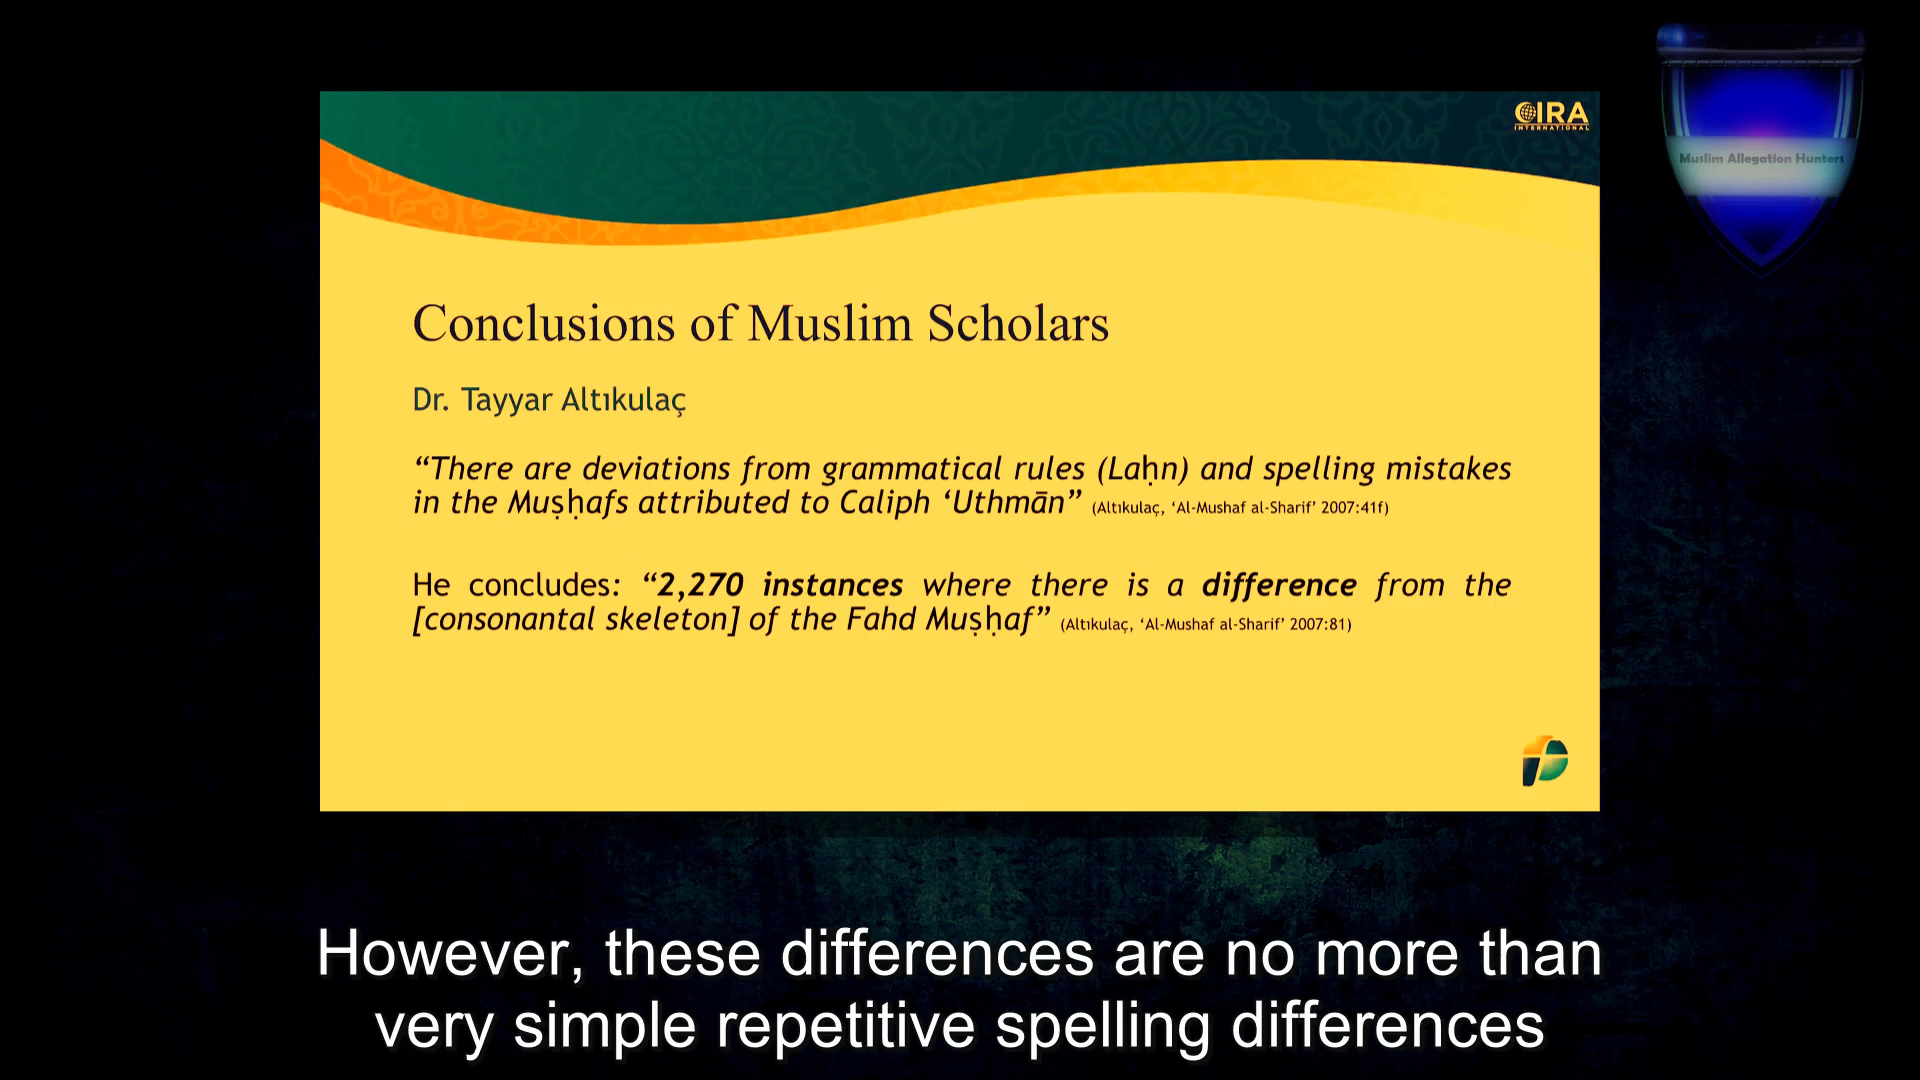 CIRA
INTERNATIONAL
Muslim Allegation Hunters
Conclusions of Muslim Scholars
Dr. Tayyar Altıkulaç
“There are deviations from grammatical rules (Laḥn) and spelling mistakes
in the Muṣḥafs attributed to Caliph ‘Uthmān” (Altıkulaç, ‘Al-Mushaf al-Sharif’ 2007:41f)
He concludes: “2,270 instances where there is a difference from the
[consonantal skeleton] of the Fahd Muṣḥaf” (Altıkulaç, ‘Al-Mushaf al-Sharif’ 2007:81)
However, these differences are no more than
very simple repetitive spelling differences